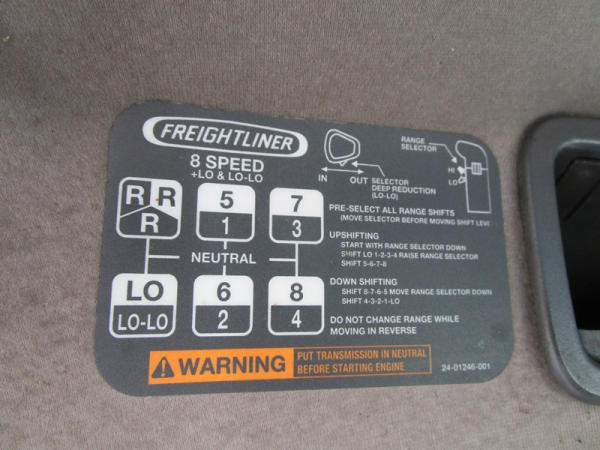 FREIGHTLINER
8 SPEED
+LO & LO-LO
R R
R
5
1
7
3
NEUTRAL
LO
LO-LO
6
2
8
4
IN
OUT
SELECTOR
DEEP REDUCTION
(LO-LO)
RANGE
SELECTOR
HI
LO
PRE-SELECT ALL RANGE SHIFTS
(MOVE SELECTOR BEFORE MOVING SHIFT LEVE
UPSHIFTING
START WITH RANGE SELECTOR DOWN
SHIFT LO 1-2-3-4 RAISE RANGE SELECTOR
SHIFT 5-6-7-8
DOWN SHIFTING
SHIFT 8-7-6-5 MOVE RANGE SELECTOR DOWN
SHIFT 4-3-2-1-LO
DO NOT CHANGE RANGE WHILE
MOVING IN REVERSE
WARNING
PUT TRANSMISSION IN NEUTRAL
BEFORE STARTING ENGINE
24-01246-001